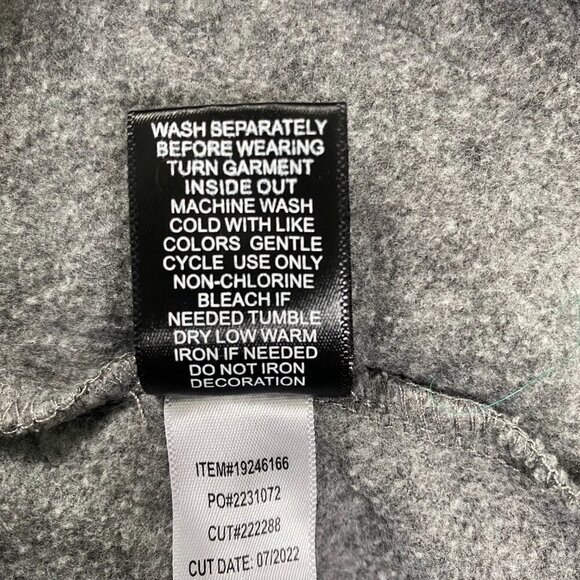 WASH SEPARATELY
BEFORE WEARING
TURN GARMENT
INSIDE OUT
MACHINE WASH
COLD WITH LIKE
COLORS GENTLE
CYCLE USE ONLY
NON-CHLORINE
BLEACH IF
NEEDED TUMBLE
DRY LOW WARM
IRON IF NEEDED
DO NOT IRON
DECORATION
ITEM#19246166
PO#2231072
CUT#222288
CUT DATE: 07/2022